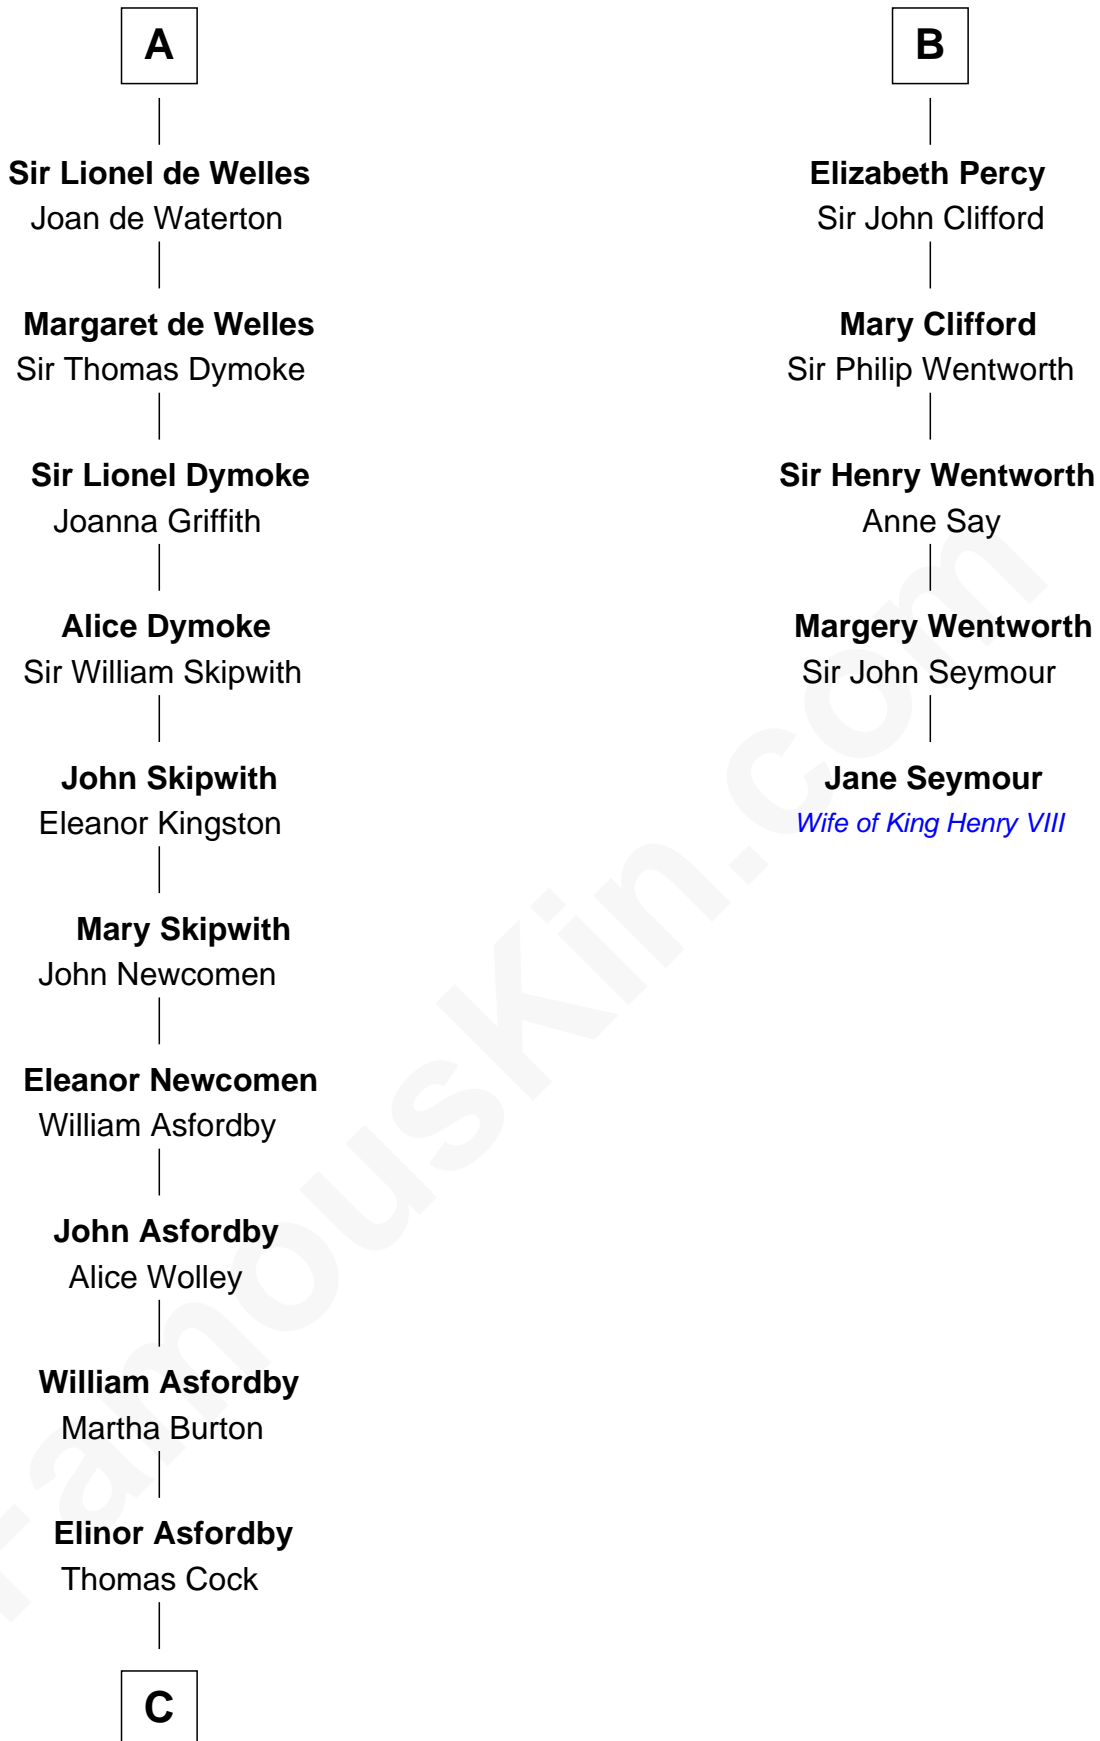 A
Sir Lionel de Welles
Joan de Waterton
Margaret de Welles
Sir Thomas Dymoke
Sir Lionel Dymoke
Joanna Griffith
Alice Dymoke
Sir William Skipwith
John Skipwith
Eleanor Kingston
Mary Skipwith
John Newcomen
Eleanor Newcomen
William Asfordby
John Asfordby
Alice Wolley
William Asfordby
Martha Burton
Elinor Asfordby
Thomas Cock
C
B
Elizabeth Percy
Sir John Clifford
Mary Clifford
Sir Philip Wentworth
Sir Henry Wentworth
Anne Say
Margery Wentworth
Sir John Seymour
Jane Seymour
Wife of King Henry VIII
FamousKin.com